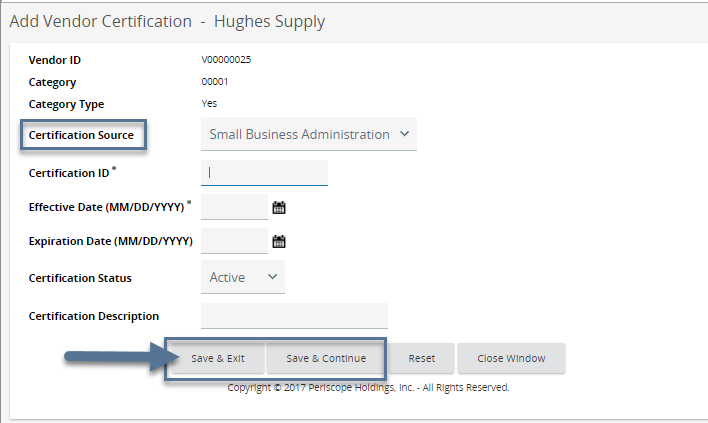 Add Vendor Certification - Hughes Supply
Vendor ID V00000025
Category 00001
Category Type Yes
Certification Source Small Business Administration
Certification ID *
Effective Date (MM/DD/YYYY) *
Expiration Date (MM/DD/YYYY)
Certification Status Active
Certification Description
Save & Exit Save & Continue Reset Close Window
Copyright © 2017 Periscope Holdings, Inc. - All Rights Reserved.